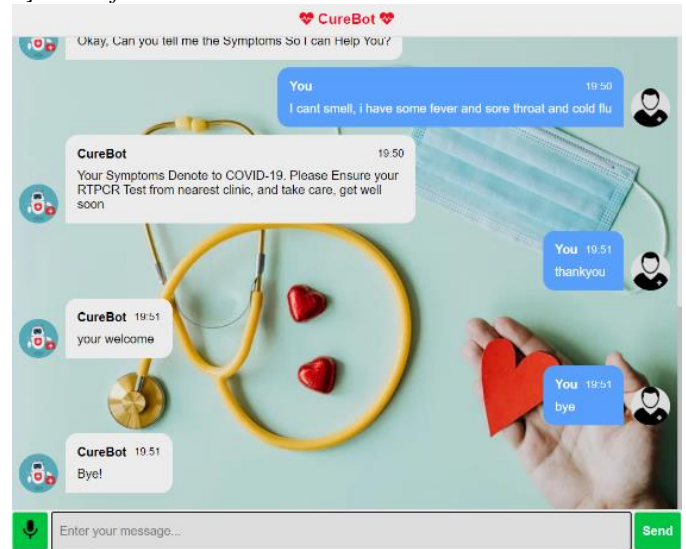 CureBot
Okay, Can you tell me the Symptoms So I can Help You?
You 19:50
I cant smell, i have some fever and sore throat and cold flu
CureBot 19:50
Your Symptoms Denote to COVID-19. Please Ensure your
RTPCR Test from nearest clinic, and take care, get well
soon
You 19:51
thankyou
CureBot 19:51
your welcome
You 19:51
bye
CureBot 19:51
Bye!
Enter your message...
Send